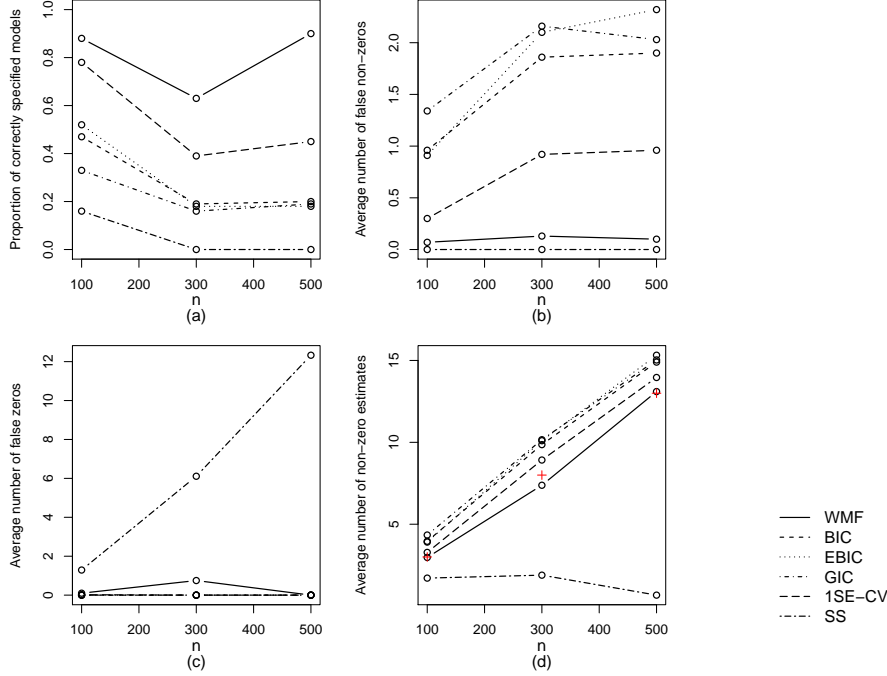 Proportion of correctly specified models
0.0 0.2 0.4 0.6 0.8 1.0
100 200 300 400 500
n
(a)
Average number of false non−zeros
0.0 0.5 1.0 1.5 2.0
100 200 300 400 500
n
(b)
Average number of false zeros
0 2 4 6 8 10 12
100 200 300 400 500
n
(c)
Average number of non−zero estimates
5 10 15
100 200 300 400 500
n
(d)
WMF
BIC
EBIC
GIC
1SE−CV
SS